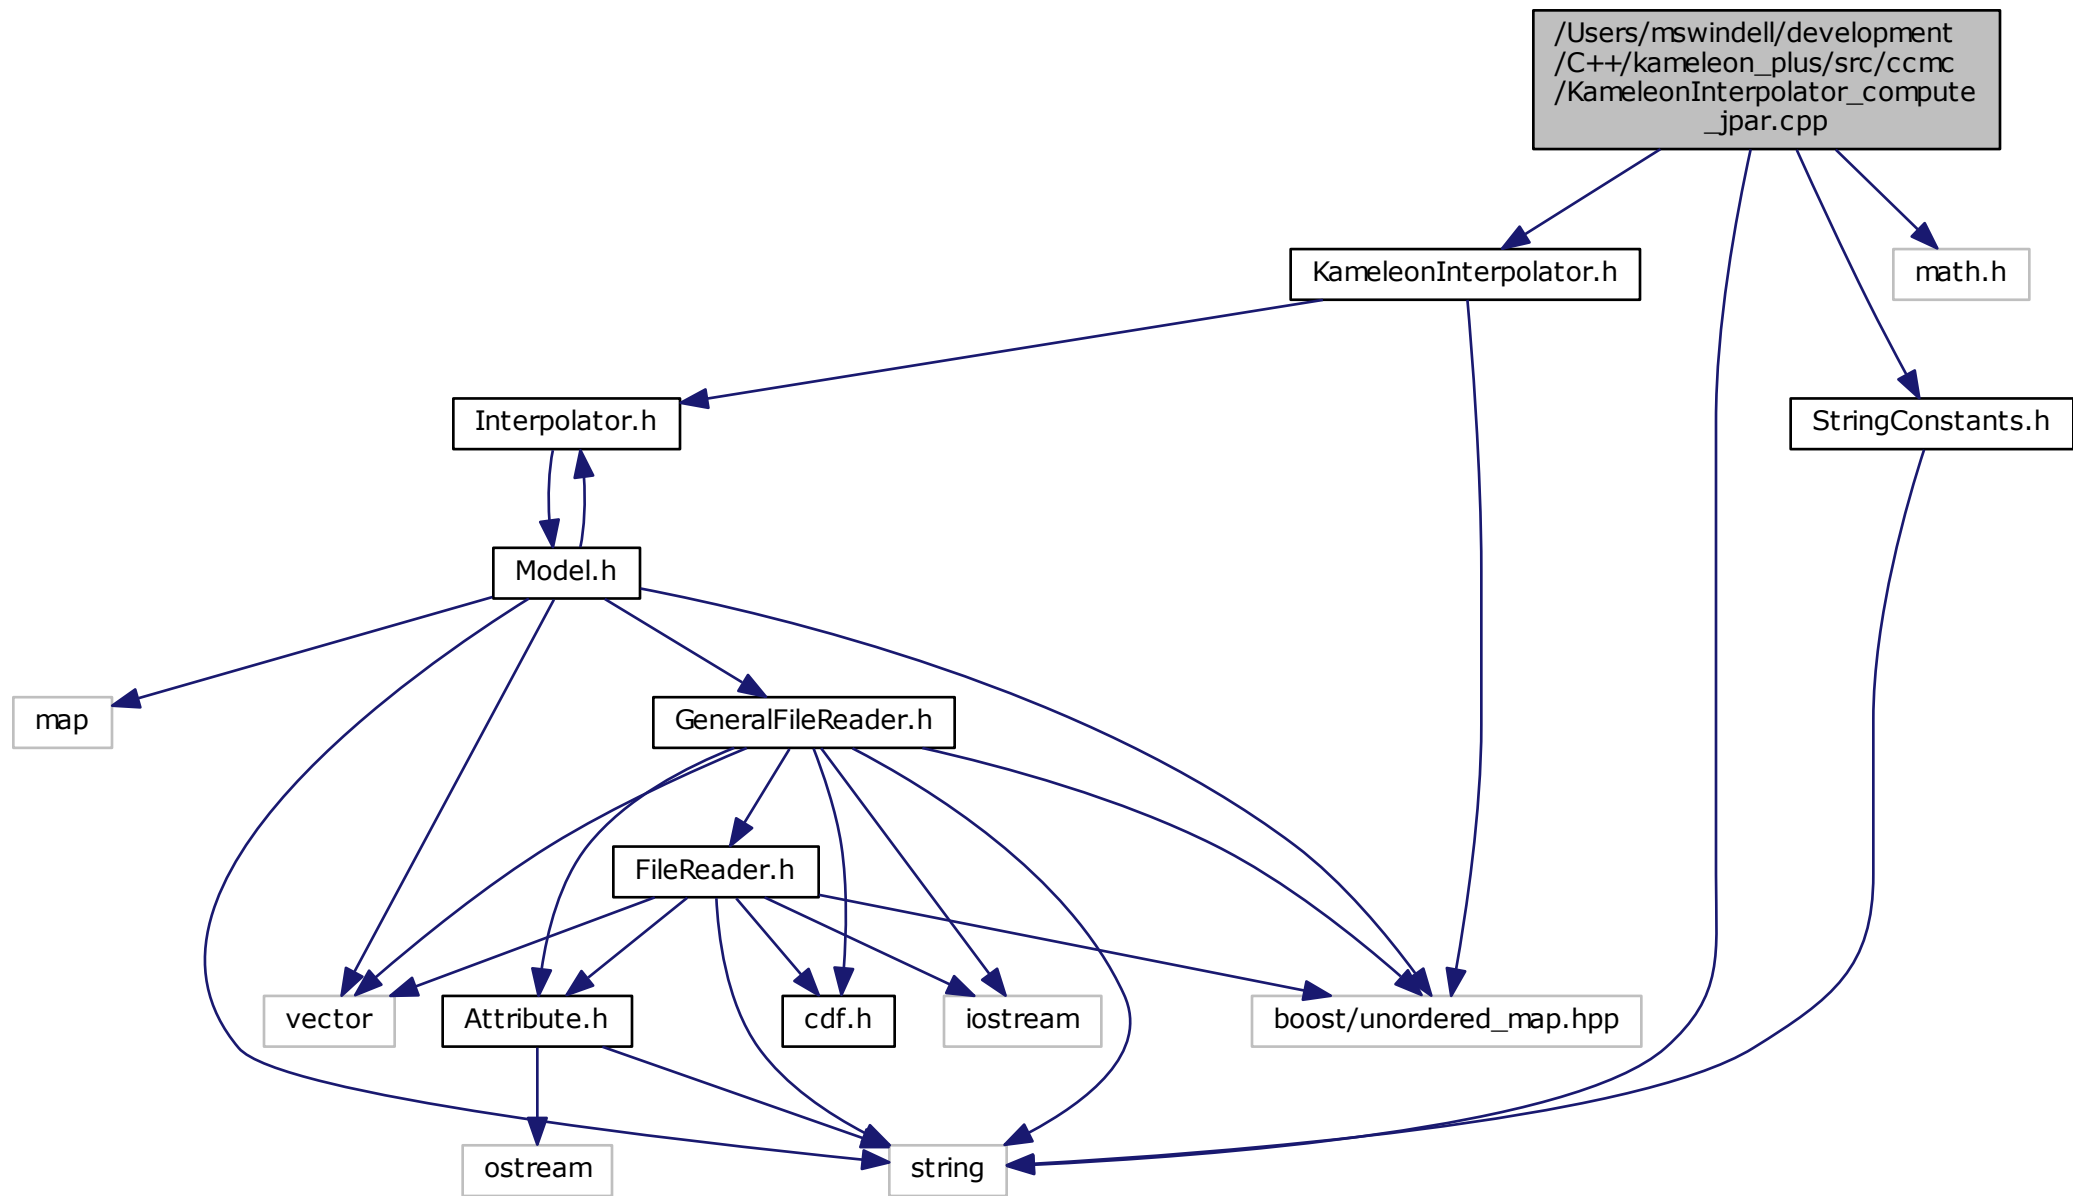 /Users/mswindell/development
/C++/kameleon_plus/src/ccmc
/KameleonInterpolator_compute
_jpar.cpp
KameleonInterpolator.h
math.h
Interpolator.h
StringConstants.h
Model.h
map
GeneralFileReader.h
FileReader.h
vector
Attribute.h
cdf.h
iostream
boost/unordered_map.hpp
ostream
string